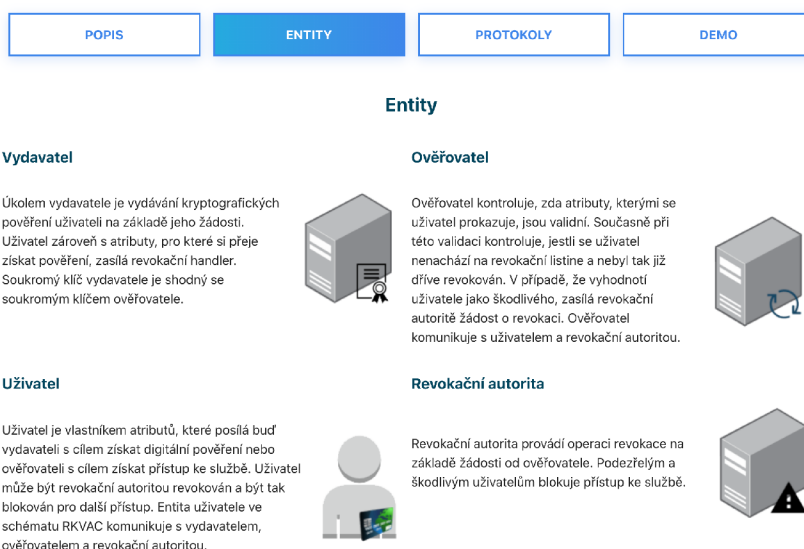 POPIS
ENTITY
PROTOKOLY
DEMO
Entity
Vydavatel
Úkolem vydavatele je vydávání kryptografických
pověření uživateli na základě jeho žádosti.
Uživatel zároveň s atributy, pro které si přeje
získat pověření, zasílá revokační handler.
Soukromý klíč vydavatele je shodný se
soukromým klíčem ověřovatele.
Ověřovatel
Ověřovatel kontroluje, zda atributy, kterými se
uživatel prokazuje, jsou validní. Současně při
této validaci kontroluje, jestli se uživatel
nenachází na revokační listine a nebyl tak již
dříve revokován. V případě, že vyhodnotí
uživatele jako škodlivého, zasílá revokační
autoritě žádost o revokaci. Ověřovatel
komunikuje s uživatelem a revokační autoritou.
Uživatel
Uživatel je vlastníkem atributů, které posílá buď
vydavateli s cílem získat digitální pověření nebo
ověřovateli s cílem získat přístup ke službě. Uživatel
může být revokační autoritou revokován a být tak
blokován pro další přístup. Entita uživatele ve
schématu RKVAC komunikuje s vydavatelem,
ověřovatelem a revokační autoritou.
Revokační autorita
Revokační autorita provádí operaci revokace na
základě žádosti od ověřovatele. Podezřelým a
škodlivým uživatelům blokuje přístup ke službě.